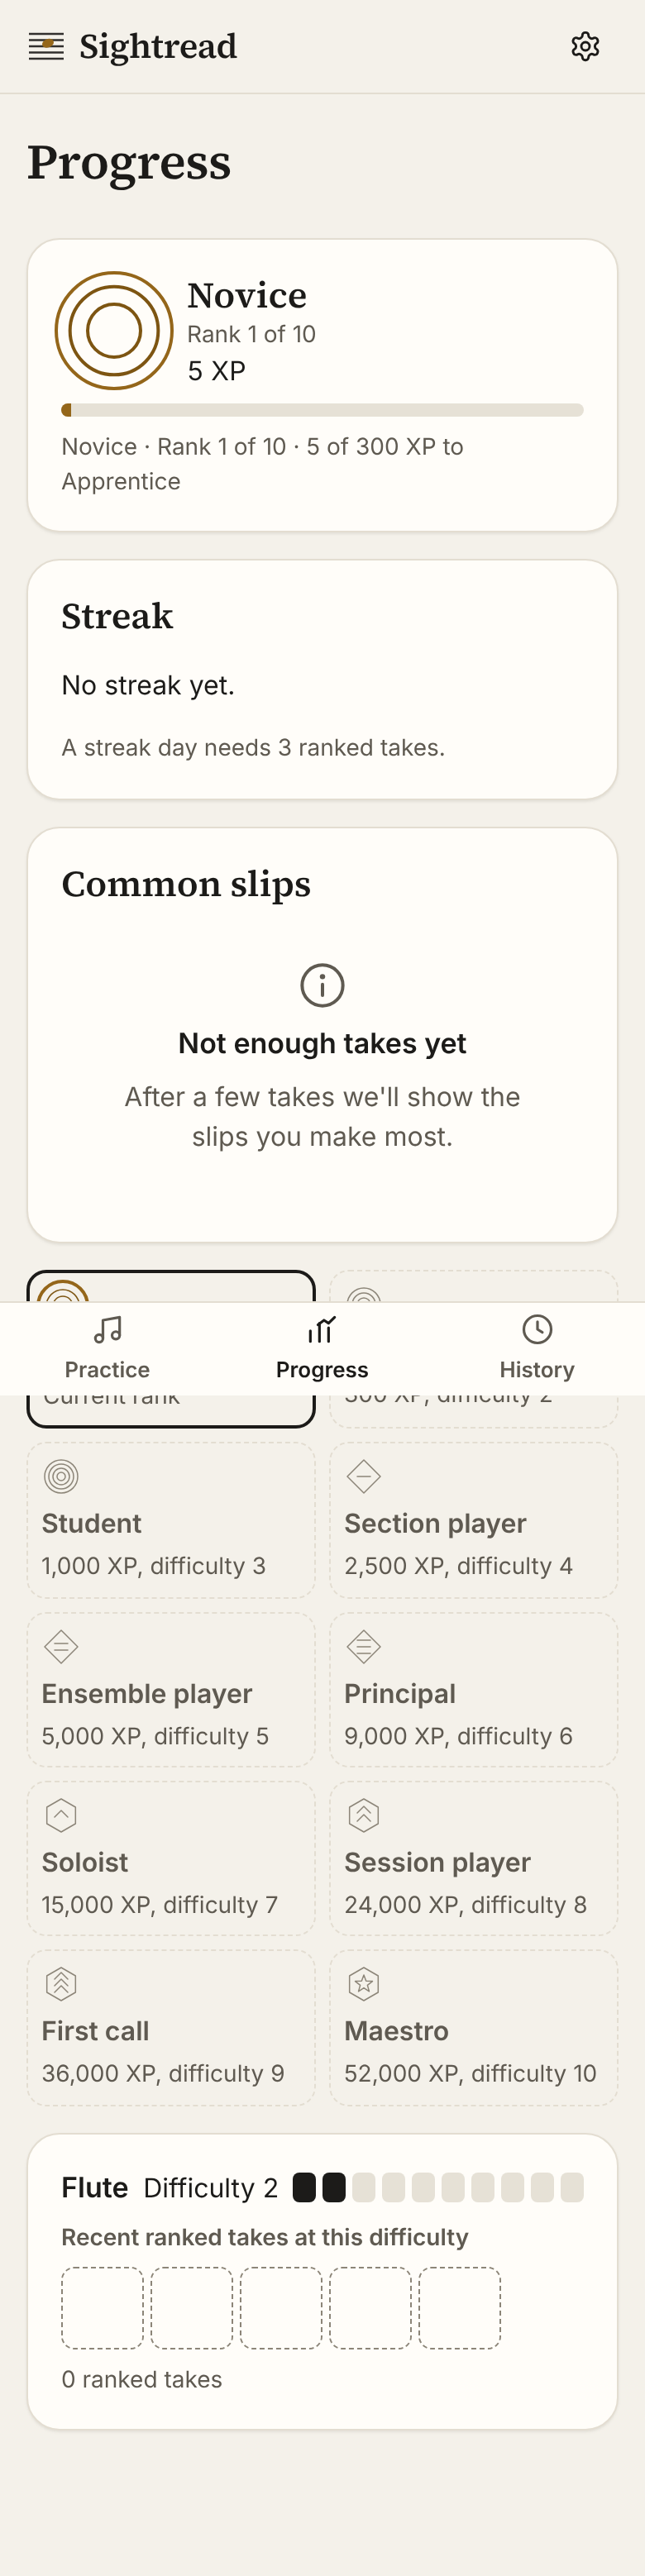 Sightread
Progress
Novice
Rank 1 of 10
5 XP
Novice · Rank 1 of 10 · 5 of 300 XP to
Apprentice
Streak
No streak yet.
A streak day needs 3 ranked takes.
Common slips
Not enough takes yet
After a few takes we'll show the
slips you make most.
Practice
Progress
History
Current rank
300 XP, difficulty 2
Student
1,000 XP, difficulty 3
Section player
2,500 XP, difficulty 4
Ensemble player
5,000 XP, difficulty 5
Principal
9,000 XP, difficulty 6
Soloist
15,000 XP, difficulty 7
Session player
24,000 XP, difficulty 8
First call
36,000 XP, difficulty 9
Maestro
52,000 XP, difficulty 10
Flute Difficulty 2
Recent ranked takes at this difficulty
0 ranked takes